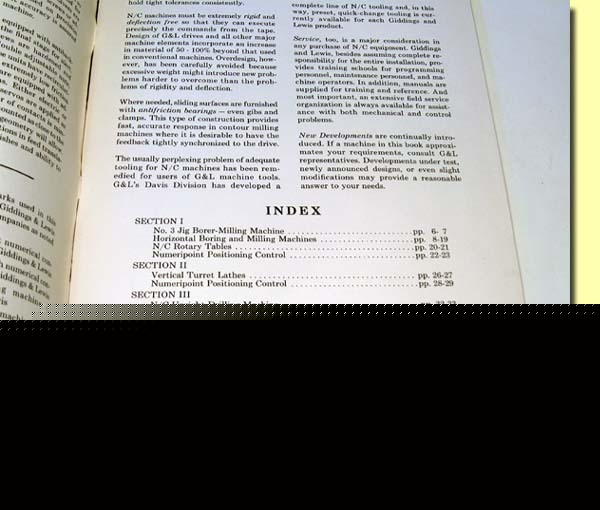 hold tight tolerances consistently.
N/C machines must be extremely rigid and
deflection free so that they can execute
precisely the commands from the tape.
Design of G&L drives and all other major
machine elements incorporate an increase
in material of 50 - 100% beyond that used
in conventional machines. Overdesign, how-
ever, has been carefully avoided because
excessive weight might introduce new prob-
lems harder to overcome than the prob-
lems of rigidity and deflection.
Where needed, sliding surfaces are furnished
with antifriction bearings — even gibs and
clamps. This type of construction provides
fast, accurate response in contour milling
machines where it is desirable to have the
feedback tightly synchronized to the drive.
The usually perplexing problem of adequate
tooling for N/C machines has been rem-
edied for users of G&L machine tools.
G&L's Davis Division has developed a
complete line of N/C tooling and, in this
way, preset, quick-change tooling is cur-
rently available for each Giddings and
Lewis product.
Service, too, is a major consideration in
any purchase of N/C equipment. Giddings
and Lewis, besides assuming complete re-
sponsibility for the entire installation, pro-
vides training schools for programming
personnel, maintenance personnel, and ma-
chine operators. In addition, manuals are
supplied for training and reference. And
most important, an extensive field service
organization is always available for assist-
ance with both mechanical and control
problems.
New Developments are continually intro-
duced. If a machine in this book approxi-
mates your requirements, consult G&L
representatives. Developments under test,
newly announced designs, or even slight
modifications may provide a reasonable
answer to your needs.
INDEX
SECTION I
No. 3 Jig Borer-Milling Machine pp. 6- 7
Horizontal Boring and Milling Machines pp. 8-19
N/C Rotary Tables pp. 20-21
Numeripoint Positioning Control pp. 22-23
SECTION II
Vertical Turret Lathes pp. 26-27
Numeripoint Positioning Control pp. 28-29
SECTION III